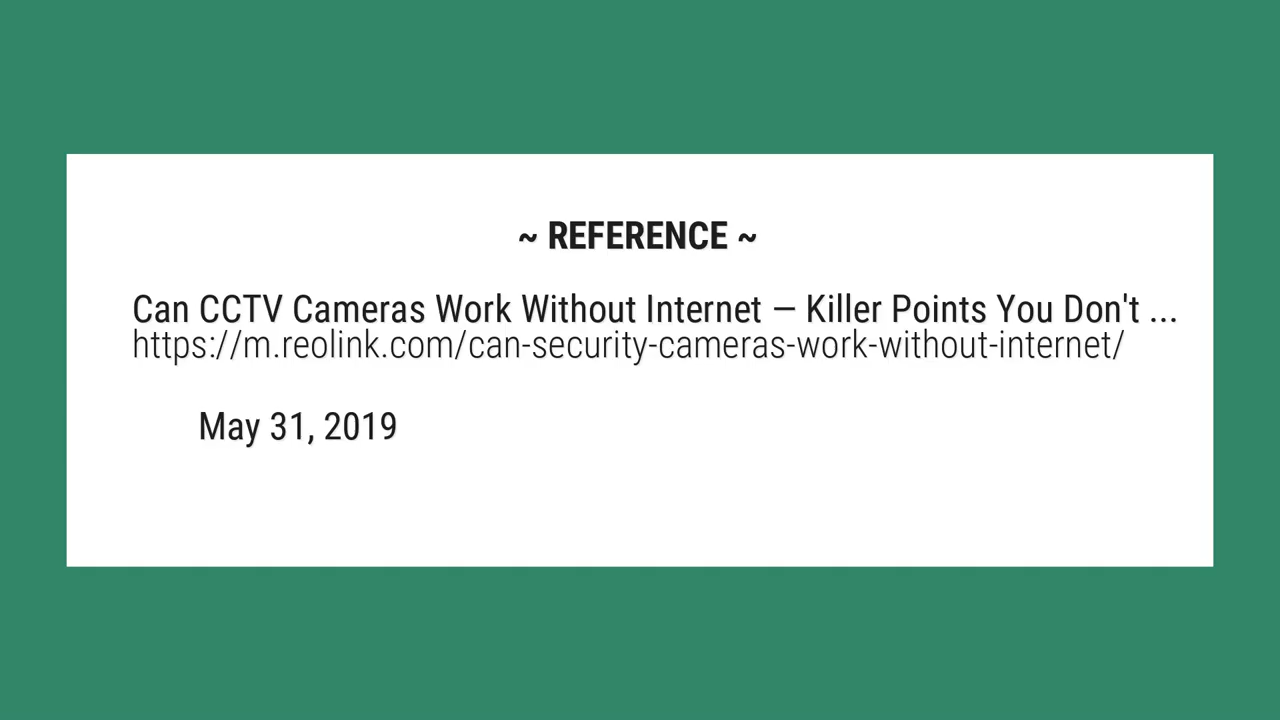 ~ REFERENCE ~
Can CCTV Cameras Work Without Internet — Killer Points You Don't ...
https://m.reolink.com/can-security-cameras-work-without-internet/
May 31, 2019